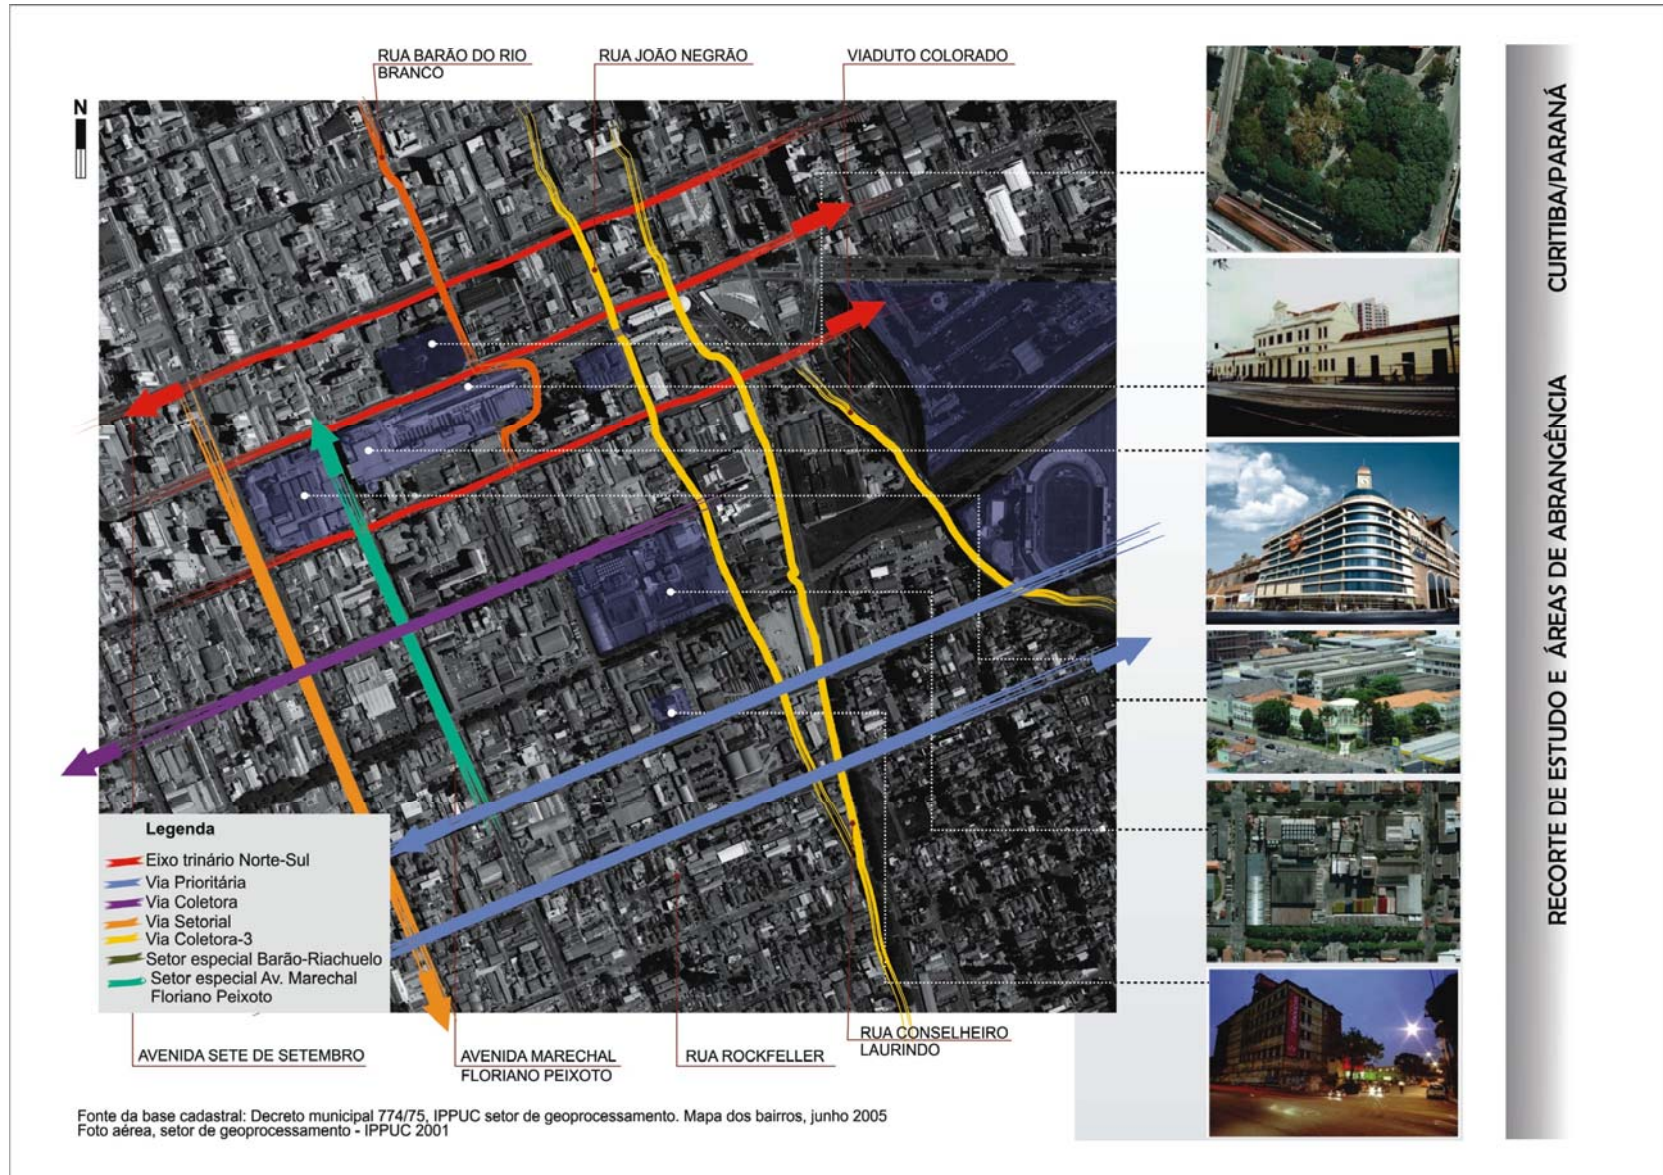 RUA BARÃO DO RIO
BRANCO
RUA JOÃO NEGRÃO
VIADUTO COLORADO
N
Legenda
Eixo trinário Norte-Sul
Via Prioritária
Via Coletora
Via Setorial
Via Coletora-3
Setor especial Barão-Riachuelo
Setor especial Av. Marechal
Floriano Peixoto
AVENIDA SETE DE SETEMBRO
AVENIDA MARECHAL
FLORIANO PEIXOTO
RUA ROCKFELLER
RUA CONSELHEIRO
LAURINDO
Fonte da base cadastral: Decreto municipal 774/75, IPPUC setor de geoprocessamento. Mapa dos bairros, junho 2005
Foto aérea, setor de geoprocessamento - IPPUC 2001
RECORTE DE ESTUDO E ÁREAS DE ABRANGÊNCIA CURITIBA/PARANÁ